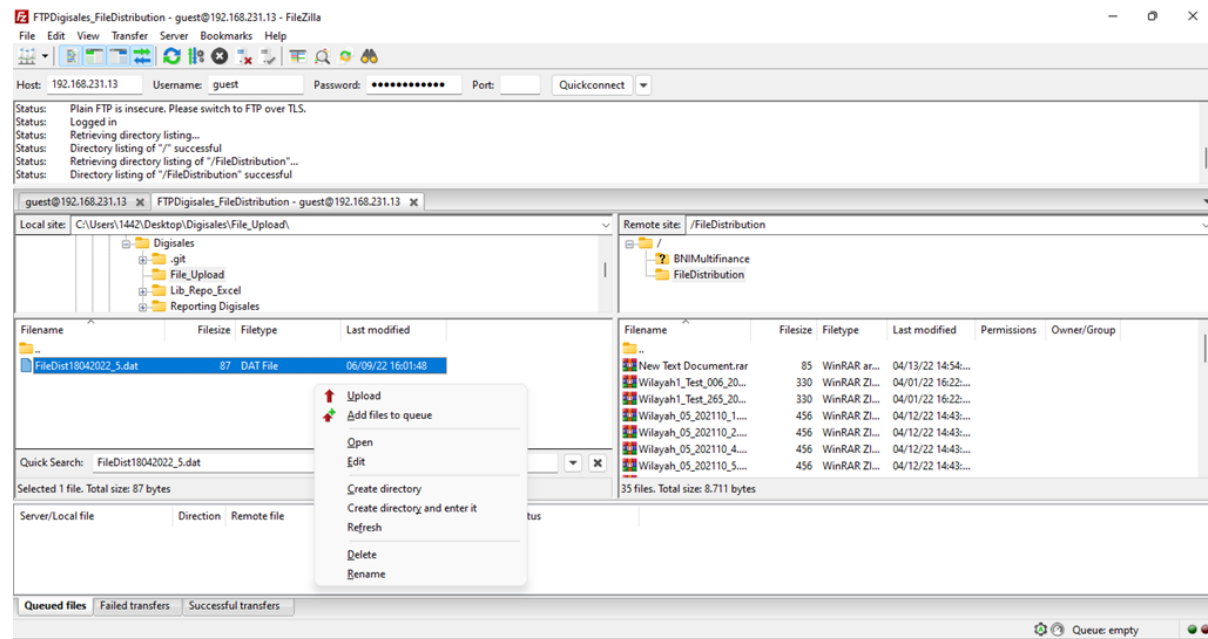 FTPDigisales_FileDistribution - guest@192.168.231.13 - FileZilla
File Edit View Transfer Server Bookmarks Help
Host: 192.168.231.13 Username: guest Password: ●●●●●●●●●●●● Port: Quickconnect
Status: Plain FTP is insecure. Please switch to FTP over TLS.
Status: Logged in
Status: Retrieving directory listing...
Status: Directory listing of "/" successful
Status: Retrieving directory listing of "/FileDistribution"...
Status: Directory listing of "/FileDistribution" successful
guest@192.168.231.13 FTPDigisales_FileDistribution - guest@192.168.231.13
Local site: C:\Users\1442\Desktop\Digisales\File_Upload\
Digisales
.git
File_Upload
Lib_Repo_Excel
Reporting Digisales
Filename Filesize Filetype Last modified
..
FileDist18042022_5.dat 87 DAT File 06/09/22 16:01:48
Quick Search: FileDist18042022_5.dat
Selected 1 file. Total size: 87 bytes
Upload
Add files to queue
Open
Edit
Create directory
Create directory and enter it
Refresh
Delete
Rename
Remote site: /FileDistribution
/
BNIMultifinance
FileDistribution
Filename Filesize Filetype Last modified Permissions Owner/Group
..
New Text Document.rar 85 WinRAR ar... 04/13/22 14:54:...
Wilayah1_Test_006_20... 330 WinRAR ZI... 04/01/22 16:22:...
Wilayah1_Test_265_20... 330 WinRAR ZI... 04/01/22 16:22:...
Wilayah_05_202110_1.... 456 WinRAR ZI... 04/12/22 14:43:...
Wilayah_05_202110_2.... 456 WinRAR ZI... 04/12/22 14:43:...
Wilayah_05_202110_4.... 456 WinRAR ZI... 04/12/22 14:43:...
Wilayah_05_202110_5.... 456 WinRAR ZI... 04/12/22 14:43:...
35 files. Total size: 8.711 bytes
Server/Local file Direction Remote file tus
Queued files Failed transfers Successful transfers
Queue: empty